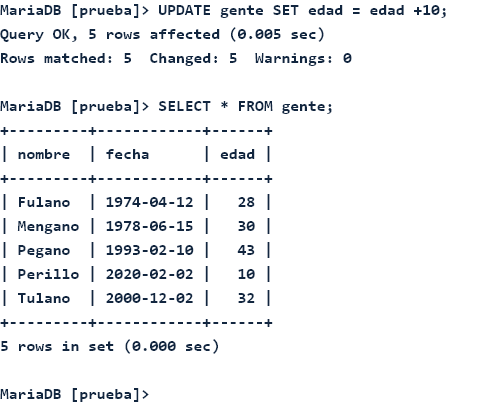 MariaDB [prueba]> UPDATE gente SET edad = edad +10;
Query OK, 5 rows affected (0.005 sec)
Rows matched: 5  Changed: 5  Warnings: 0

MariaDB [prueba]> SELECT * FROM gente;
+---------+------------+------+
| nombre  | fecha      | edad |
+---------+------------+------+
| Fulano  | 1974-04-12 |   28 |
| Mengano | 1978-06-15 |   30 |
| Pegano  | 1993-02-10 |   43 |
| Perillo | 2020-02-02 |   10 |
| Tulano  | 2000-12-02 |   32 |
+---------+------------+------+
5 rows in set (0.000 sec)

MariaDB [prueba]>